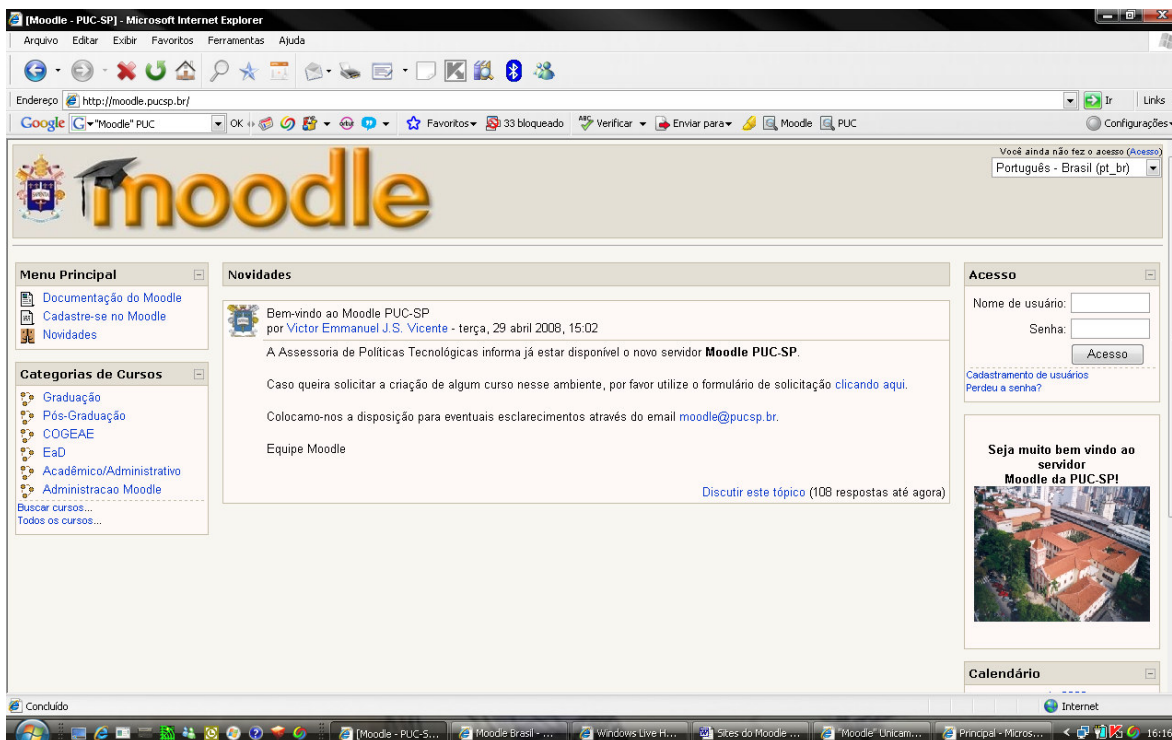 [Moodle - PUC-SP] - Microsoft Internet Explorer
Arquivo Editar Exibir Favoritos Ferramentas Ajuda
Endereço http://moodle.pucsp.br/ Ir Links
Google "Moodle" PUC OK Favoritos 33 bloqueado Verificar Enviar para Moodle PUC Configurações
Você ainda não fez o acesso (Acesso)
Português - Brasil (pt_br)
moodle
Menu Principal
Documentação do Moodle
Cadastre-se no Moodle
Novidades
Categorias de Cursos
Graduação
Pós-Graduação
COGEAE
EaD
Acadêmico/Administrativo
Administracao Moodle
Buscar cursos...
Todos os cursos...
Novidades
Bem-vindo ao Moodle PUC-SP
por Victor Emmanuel J.S. Vicente - terça, 29 abril 2008, 15:02
A Assessoria de Políticas Tecnológicas informa já estar disponível o novo servidor Moodle PUC-SP.
Caso queira solicitar a criação de algum curso nesse ambiente, por favor utilize o formulário de solicitação clicando aqui.
Colocamo-nos a disposição para eventuais esclarecimentos através do email moodle@pucsp.br.
Equipe Moodle
Discutir este tópico (108 respostas até agora)
Acesso
Nome de usuário:
Senha:
Acesso
Cadastramento de usuários
Perdeu a senha?
Seja muito bem vindo ao
servidor
Moodle da PUC-SP!
Calendário
Concluído Internet
[Moodle - PUC-S... Moodle Brasil - ... Windows Live H... Sites do Moodle ... "Moodle" Unicam... Principal - Micros...